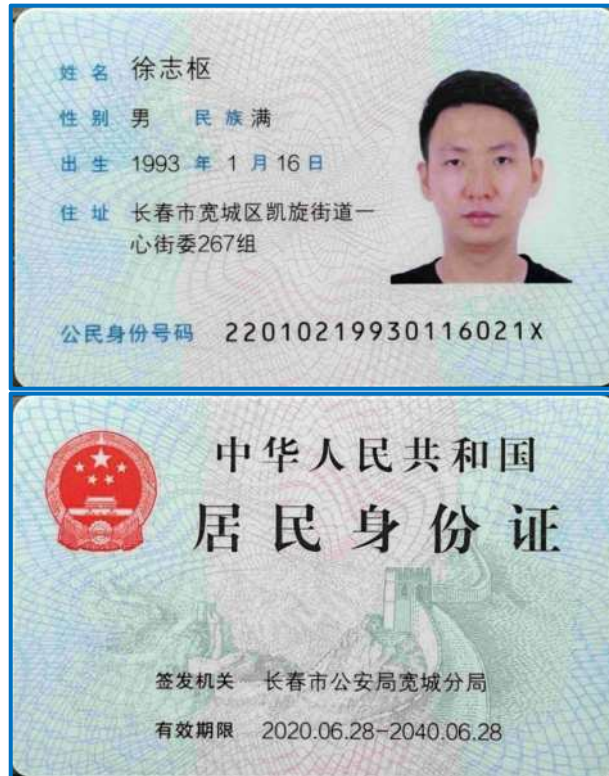 姓名 徐志枢
性别 男 民族 满
出生 1993 年 1 月 16 日
住址 长春市宽城区凯旋街道一
心街委267组
公民身份号码 22010219930116021X
中华人民共和国
居民身份证
签发机关 长春市公安局宽城分局
有效期限 2020.06.28-2040.06.28